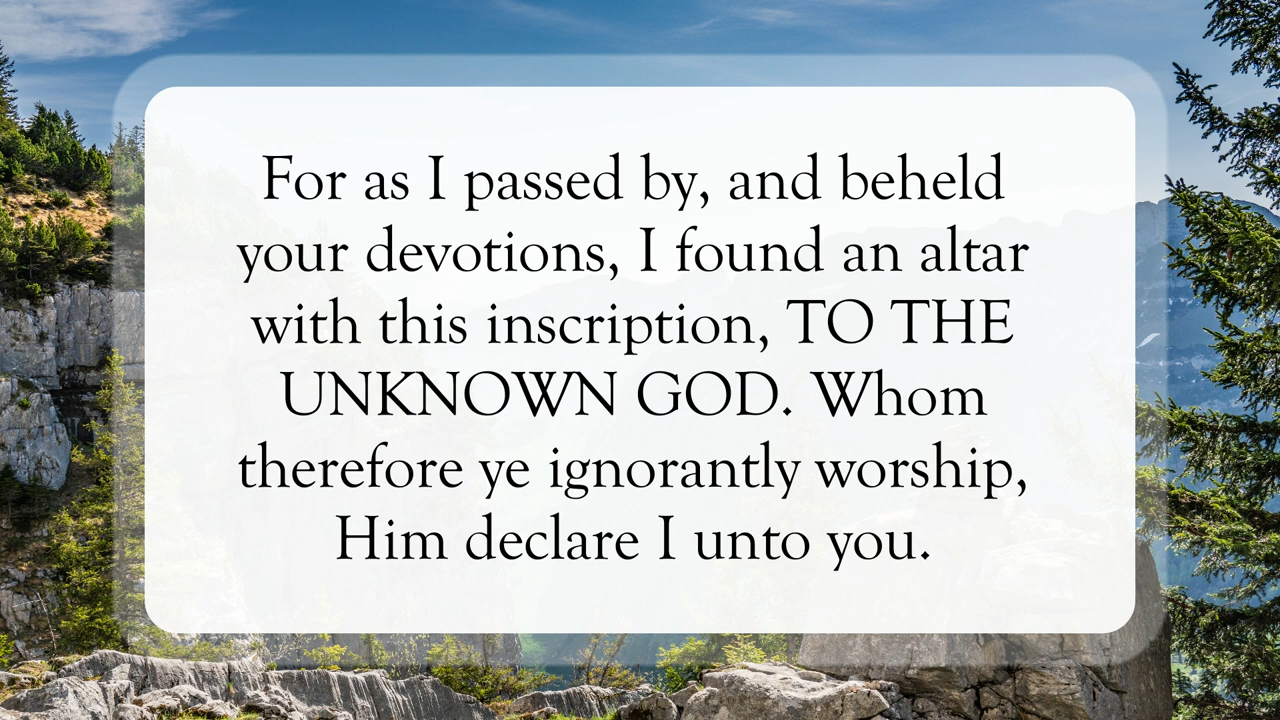 For as I passed by, and beheld
your devotions, I found an altar
with this inscription, TO THE
UNKNOWN GOD. Whom
therefore ye ignorantly worship,
Him declare I unto you.